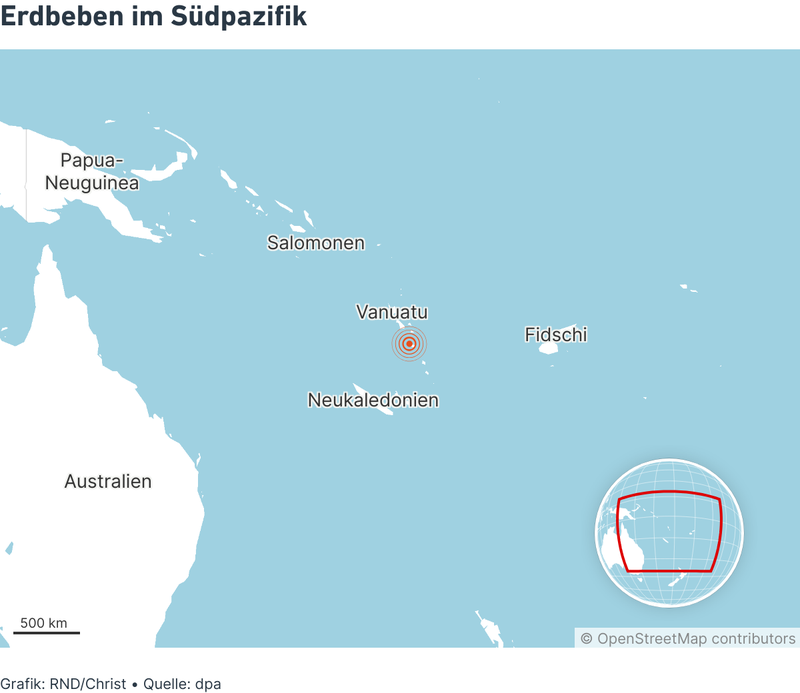 Erdbeben im Südpazifik
Papua-
Neuguinea
Salomonen
Vanuatu
Fidschi
Neukaledonien
Australien
500 km
© OpenStreetMap contributors
Grafik: RND/Christ • Quelle: dpa